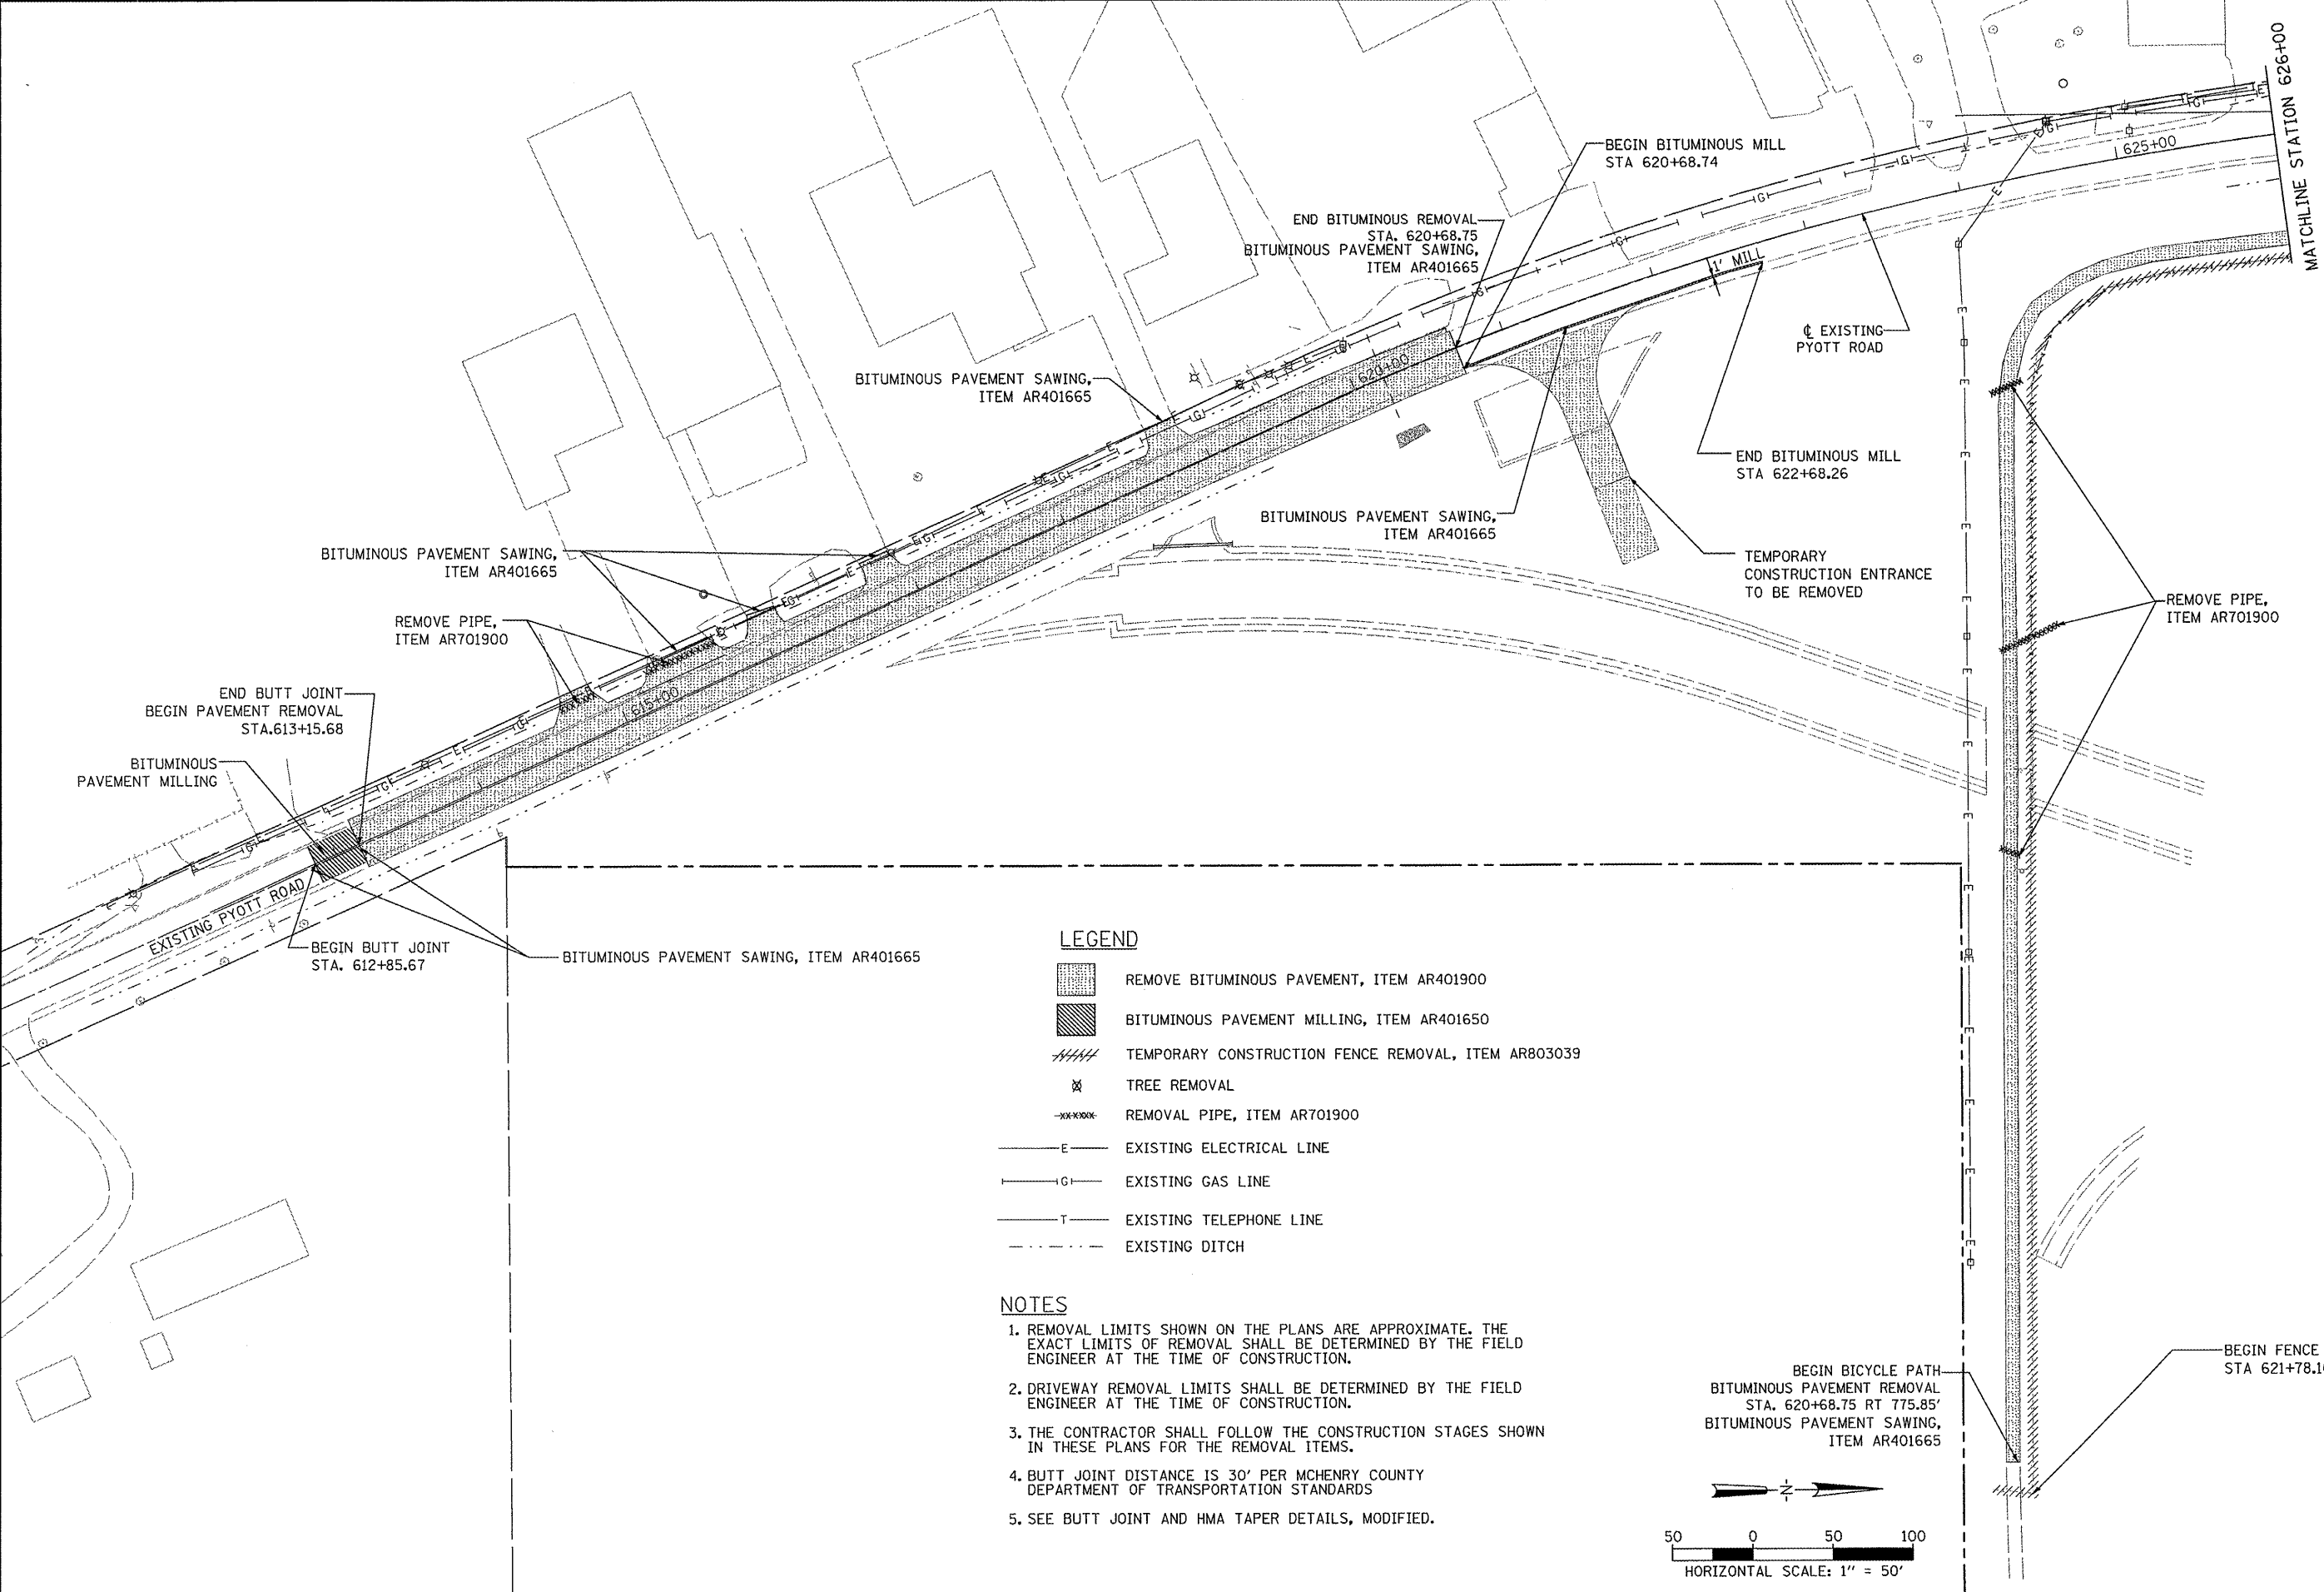 MATCHLINE STATION 626+00
625+00
BEGIN BITUMINOUS MILL
STA 620+68.74
END BITUMINOUS REMOVAL
STA. 620+68.75
BITUMINOUS PAVEMENT SAWING,
ITEM AR401665
1' MILL
℄ EXISTING
PYOTT ROAD
620+00
BITUMINOUS PAVEMENT SAWING,
ITEM AR401665
END BITUMINOUS MILL
STA 622+68.26
BITUMINOUS PAVEMENT SAWING,
ITEM AR401665
TEMPORARY
CONSTRUCTION ENTRANCE
TO BE REMOVED
BITUMINOUS PAVEMENT SAWING,
ITEM AR401665
REMOVE PIPE,
ITEM AR701900
REMOVE PIPE,
ITEM AR701900
615+00
END BUTT JOINT
BEGIN PAVEMENT REMOVAL
STA.613+15.68
BITUMINOUS
PAVEMENT MILLING
EXISTING PYOTT ROAD
BEGIN BUTT JOINT
STA. 612+85.67
BITUMINOUS PAVEMENT SAWING, ITEM AR401665
LEGEND
REMOVE BITUMINOUS PAVEMENT, ITEM AR401900
BITUMINOUS PAVEMENT MILLING, ITEM AR401650
TEMPORARY CONSTRUCTION FENCE REMOVAL, ITEM AR803039
TREE REMOVAL
REMOVAL PIPE, ITEM AR701900
E EXISTING ELECTRICAL LINE
G EXISTING GAS LINE
T EXISTING TELEPHONE LINE
EXISTING DITCH
NOTES
1. REMOVAL LIMITS SHOWN ON THE PLANS ARE APPROXIMATE. THE
EXACT LIMITS OF REMOVAL SHALL BE DETERMINED BY THE FIELD
ENGINEER AT THE TIME OF CONSTRUCTION.
2. DRIVEWAY REMOVAL LIMITS SHALL BE DETERMINED BY THE FIELD
ENGINEER AT THE TIME OF CONSTRUCTION.
3. THE CONTRACTOR SHALL FOLLOW THE CONSTRUCTION STAGES SHOWN
IN THESE PLANS FOR THE REMOVAL ITEMS.
4. BUTT JOINT DISTANCE IS 30' PER MCHENRY COUNTY
DEPARTMENT OF TRANSPORTATION STANDARDS
5. SEE BUTT JOINT AND HMA TAPER DETAILS, MODIFIED.
BEGIN FENCE
STA 621+78.1
BEGIN BICYCLE PATH
BITUMINOUS PAVEMENT REMOVAL
STA. 620+68.75 RT 775.85'
BITUMINOUS PAVEMENT SAWING,
ITEM AR401665
N
50 0 50 100
HORIZONTAL SCALE: 1" = 50'